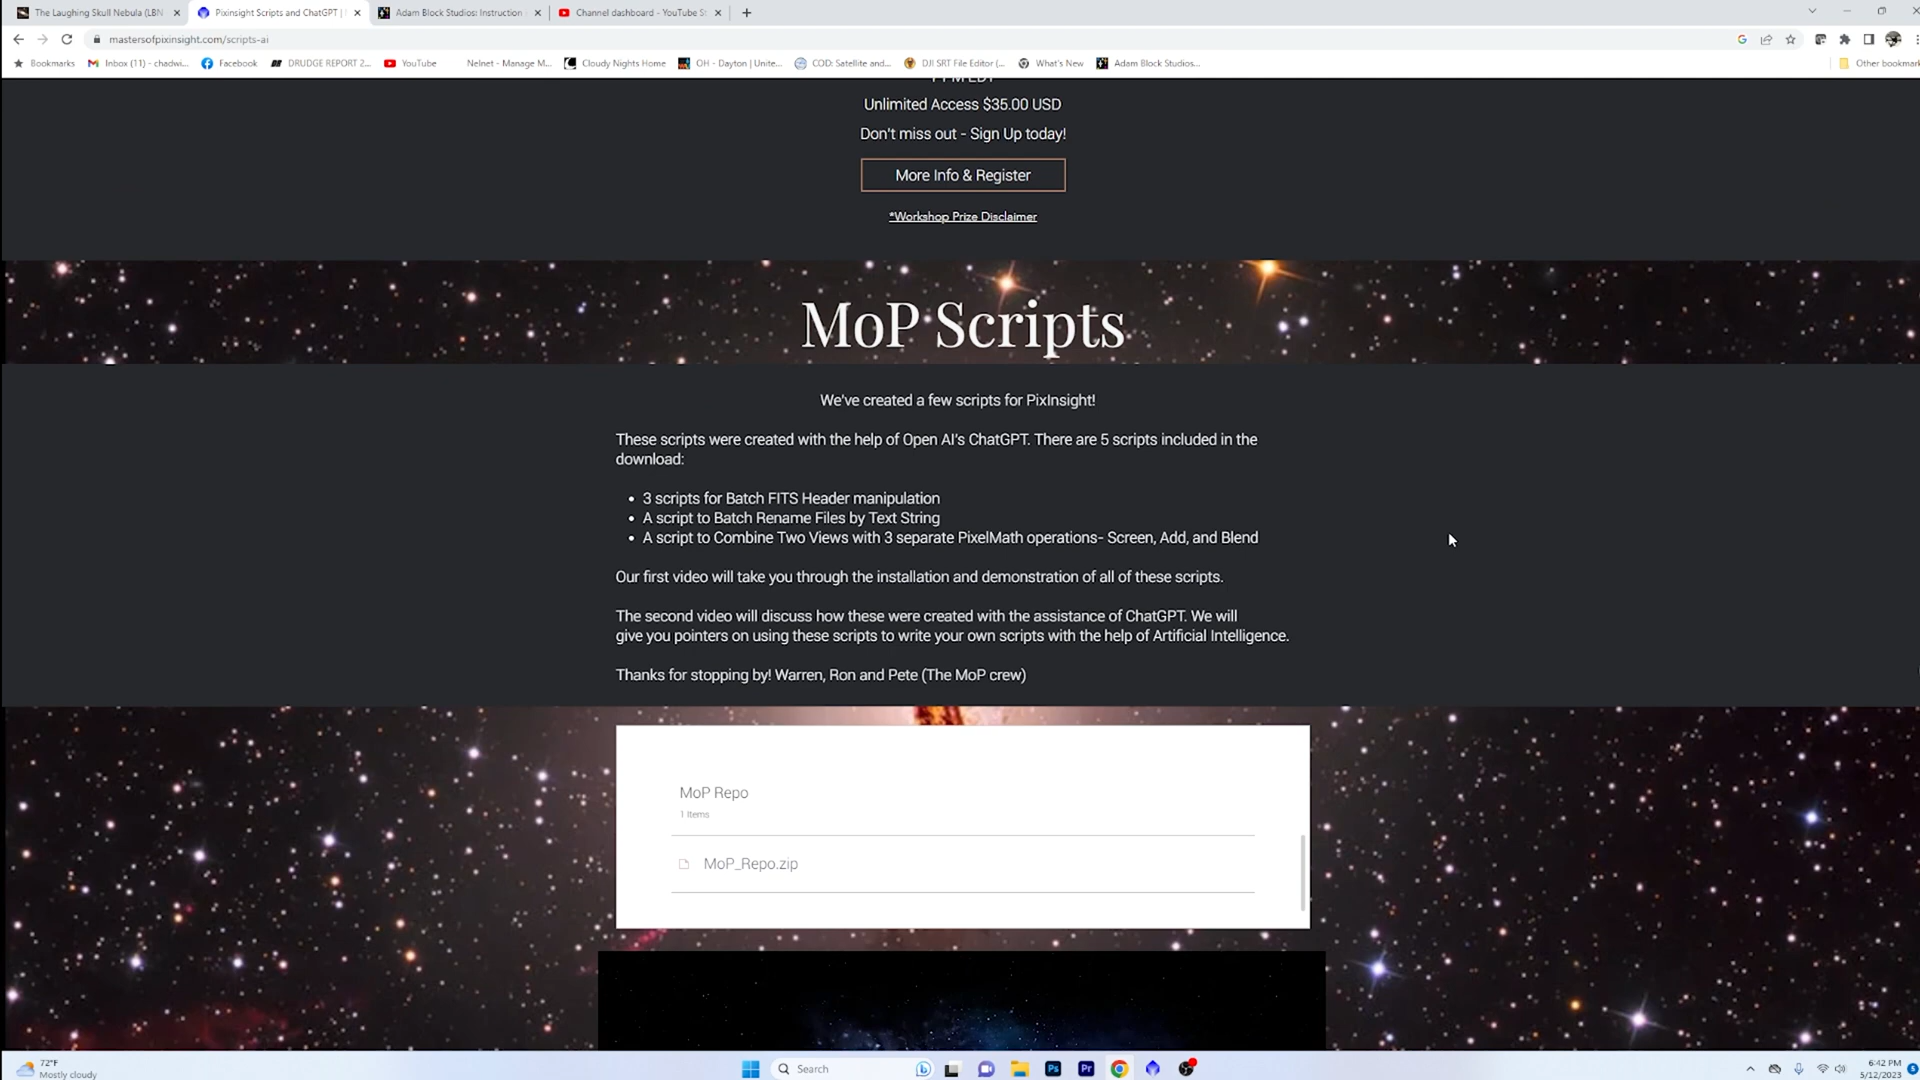 The Laughing Skull Nebula (LBN
Pixinsight Scripts and ChatGPT |
Adam Block Studios: Instruction
Channel dashboard - YouTube St
mastersofpixinsight.com/scripts-ai
Bookmarks
Inbox (11) - chadwi...
Facebook
DRUDGE REPORT 2...
YouTube
Nelnet - Manage M...
Cloudy Nights Home
OH - Dayton | Unite...
COD: Satellite and...
DJI SRT File Editor (...
What's New
Adam Block Studios...
Other bookmark
Unlimited Access $35.00 USD
Don't miss out - Sign Up today!
More Info & Register
*Workshop Prize Disclaimer
MoP Scripts
We've created a few scripts for PixInsight!
These scripts were created with the help of Open AI's ChatGPT. There are 5 scripts included in the
download:
• 3 scripts for Batch FITS Header manipulation
• A script to Batch Rename Files by Text String
• A script to Combine Two Views with 3 separate PixelMath operations- Screen, Add, and Blend
Our first video will take you through the installation and demonstration of all of these scripts.
The second video will discuss how these were created with the assistance of ChatGPT. We will
give you pointers on using these scripts to write your own scripts with the help of Artificial Intelligence.
Thanks for stopping by! Warren, Ron and Pete (The MoP crew)
MoP Repo
1 Items
MoP_Repo.zip
72°F
Mostly cloudy
Search
Ps
Pr
6:42 PM
5/12/2023